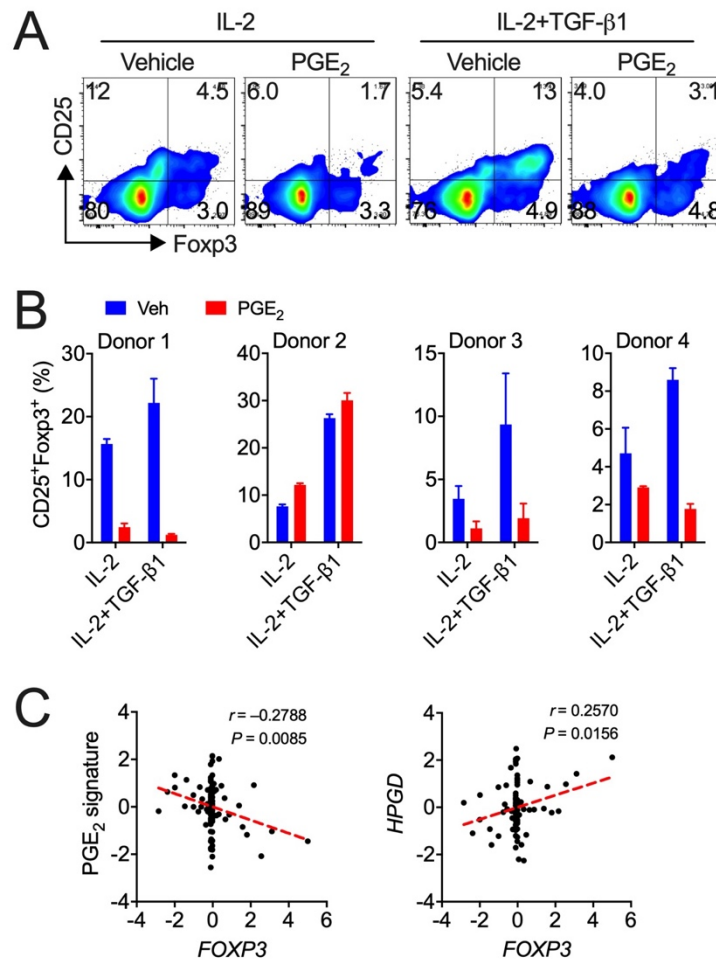 A
IL-2
IL-2+TGF-β1
Vehicle
PGE₂
Vehicle
PGE₂
12
4.5
6.0
1.7
5.4
13
4.0
3.1
CD25
80
3.0
89
3.3
76
4.9
88
4.8
Foxp3
B
Veh
PGE₂
Donor 1
Donor 2
Donor 3
Donor 4
CD25⁺Foxp3⁺ (%)
30
20
10
0
40
30
20
10
0
15
10
5
0
10
8
6
4
2
0
IL-2
IL-2+TGF-β1
IL-2
IL-2+TGF-β1
IL-2
IL-2+TGF-β1
IL-2
IL-2+TGF-β1
C
r = –0.2788
P = 0.0085
PGE₂ signature
4
2
0
-2
-4
-4 -2 0 2 4 6
FOXP3
r = 0.2570
P = 0.0156
HPGD
4
2
0
-2
-4
-4 -2 0 2 4 6
FOXP3